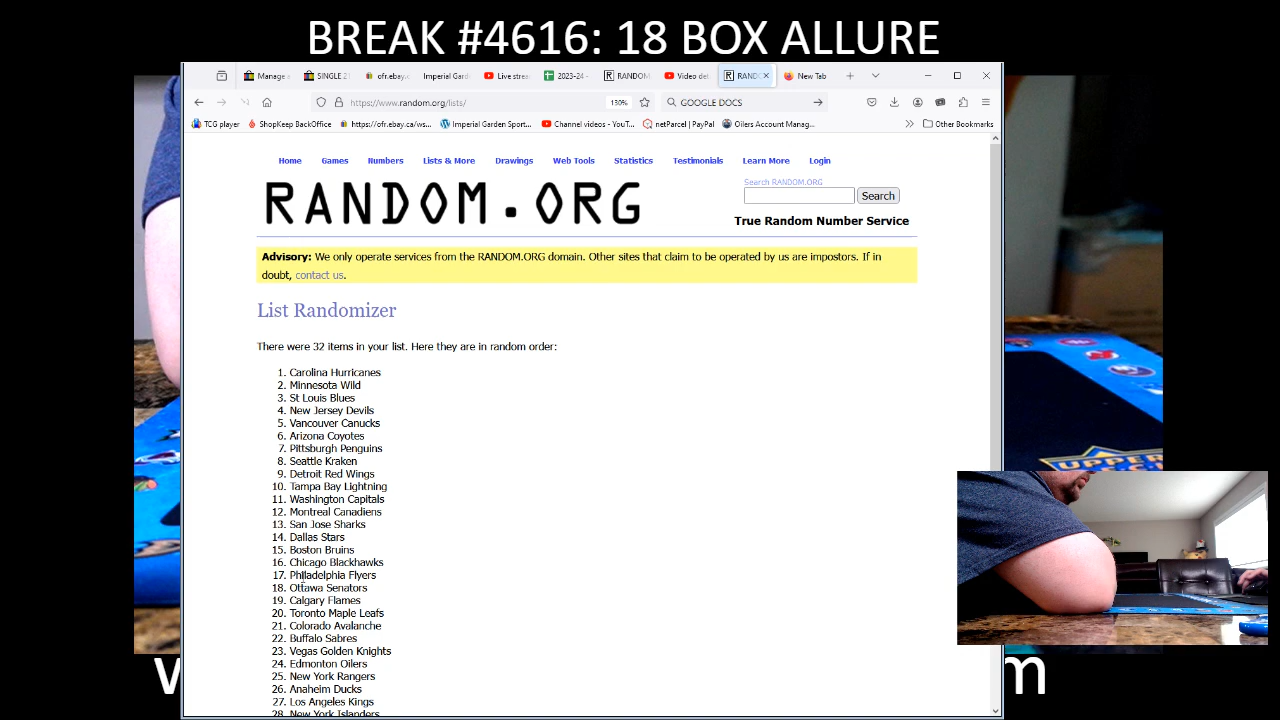 BREAK #4616: 18 BOX ALLURE
Manage a
SINGLE 2
ofr.ebay.c
Imperial Gard
Live strea
2023-24 -
RANDOM
Video det
RAND
New Tab
https://www.random.org/lists/
130%
GOOGLE DOCS
TCG player
ShopKeep BackOffice
https://ofr.ebay.ca/ws...
Imperial Garden Sport...
Channel videos - YouT...
netParcel | PayPal
Oilers Account Manag...
Other Bookmarks
Home Games Numbers Lists & More Drawings Web Tools Statistics Testimonials Learn More Login
RANDOM.ORG
Search RANDOM.ORG
Search
True Random Number Service
Advisory: We only operate services from the RANDOM.ORG domain. Other sites that claim to be operated by us are impostors. If in
doubt, contact us.
List Randomizer
There were 32 items in your list. Here they are in random order:
1. Carolina Hurricanes
2. Minnesota Wild
3. St Louis Blues
4. New Jersey Devils
5. Vancouver Canucks
6. Arizona Coyotes
7. Pittsburgh Penguins
8. Seattle Kraken
9. Detroit Red Wings
10. Tampa Bay Lightning
11. Washington Capitals
12. Montreal Canadiens
13. San Jose Sharks
14. Dallas Stars
15. Boston Bruins
16. Chicago Blackhawks
17. Philadelphia Flyers
18. Ottawa Senators
19. Calgary Flames
20. Toronto Maple Leafs
21. Colorado Avalanche
22. Buffalo Sabres
23. Vegas Golden Knights
24. Edmonton Oilers
25. New York Rangers
26. Anaheim Ducks
27. Los Angeles Kings
28. New York Islanders
UPPER